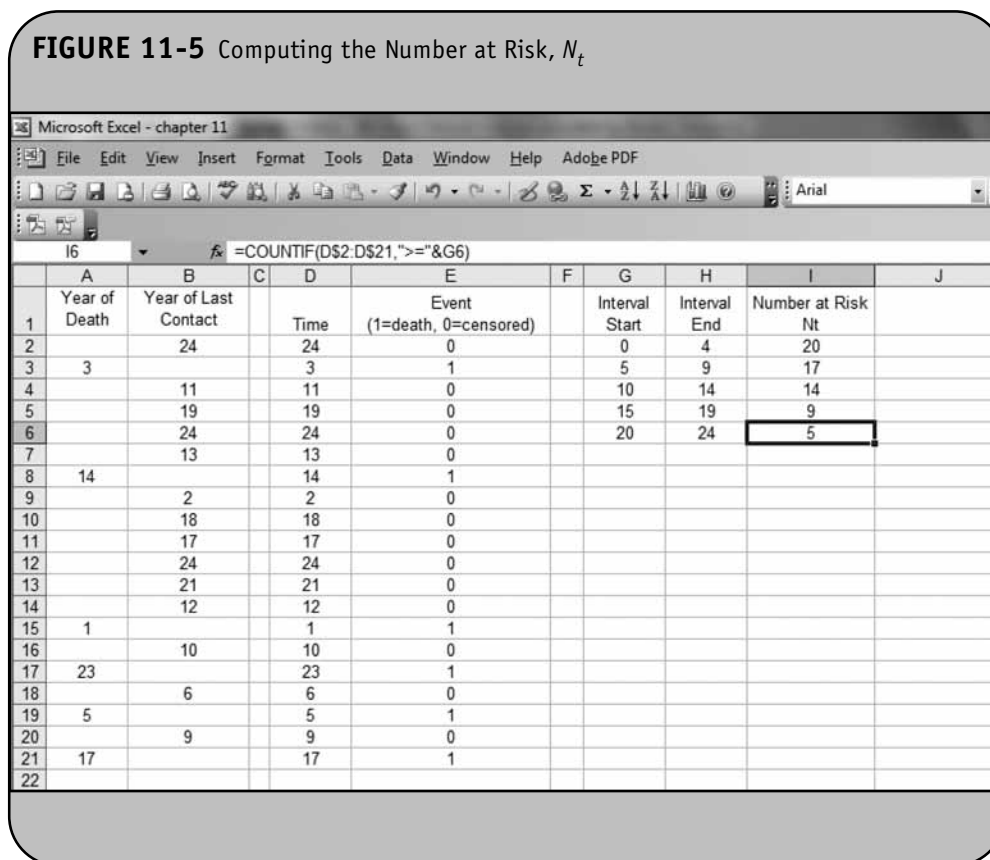 FIGURE 11-5 Computing the Number at Risk, Nt
Microsoft Excel - chapter 11
File Edit View Insert Format Tools Data Window Help Adobe PDF
Arial
I6 fx =COUNTIF(D$2:D$21,">="&G6)
A B C D E F G H I J
1 Year of Death Year of Last Contact Time Event (1=death, 0=censored) Interval Start Interval End Number at Risk Nt
2 24 24 0 0 4 20
3 3 3 1 5 9 17
4 11 11 0 10 14 14
5 19 19 0 15 19 9
6 24 24 0 20 24 5
7 13 13 0
8 14 14 1
9 2 2 0
10 18 18 0
11 17 17 0
12 24 24 0
13 21 21 0
14 12 12 0
15 1 1 1
16 10 10 0
17 23 23 1
18 6 6 0
19 5 5 1
20 9 9 0
21 17 17 1
22